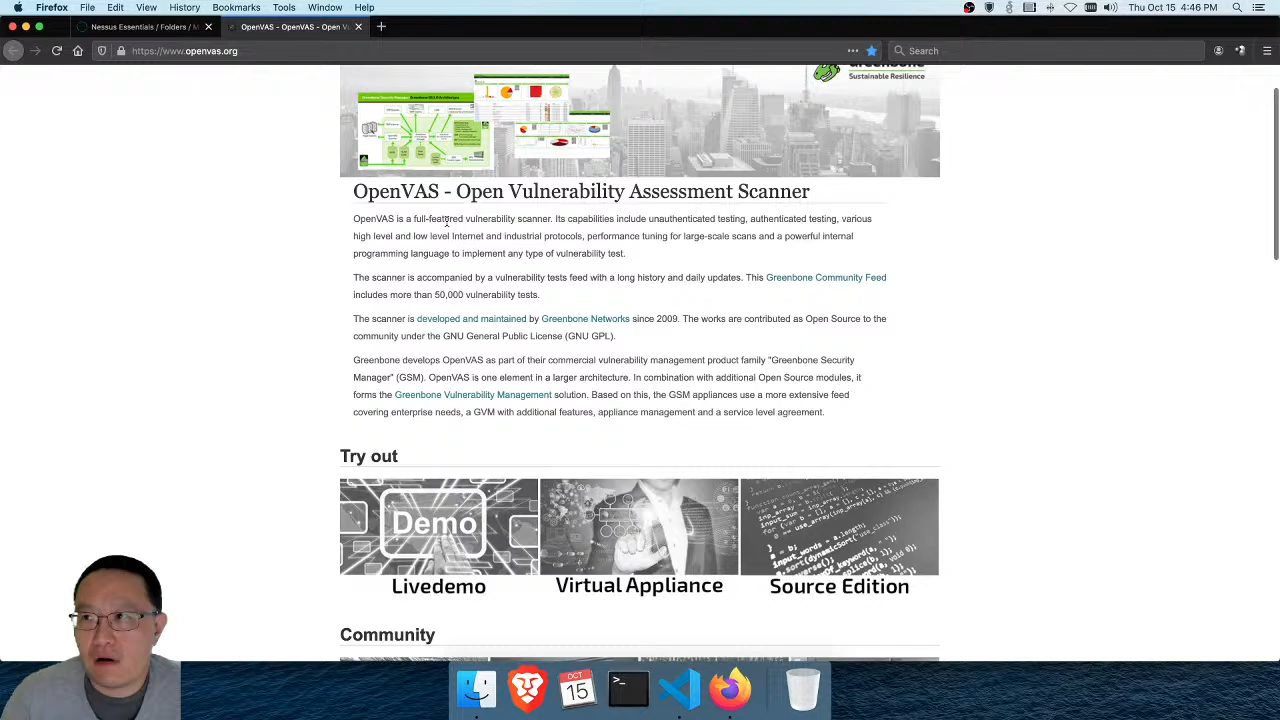 Firefox File Edit View History Bookmarks Tools Window Help Thu Oct 15 4:46 PM
Nessus Essentials / Folders / M OpenVAS - OpenVAS - Open V
https://www.openvas.org Search
Sustainable Resilience
OpenVAS - Open Vulnerability Assessment Scanner
OpenVAS is a full-featured vulnerability scanner. Its capabilities include unauthenticated testing, authenticated testing, various
high level and low level Internet and industrial protocols, performance tuning for large-scale scans and a powerful internal
programming language to implement any type of vulnerability test.
The scanner is accompanied by a vulnerability tests feed with a long history and daily updates. This Greenbone Community Feed
includes more than 50,000 vulnerability tests.
The scanner is developed and maintained by Greenbone Networks since 2009. The works are contributed as Open Source to the
community under the GNU General Public License (GNU GPL).
Greenbone develops OpenVAS as part of their commercial vulnerability management product family "Greenbone Security
Manager" (GSM). OpenVAS is one element in a larger architecture. In combination with additional Open Source modules, it
forms the Greenbone Vulnerability Management solution. Based on this, the GSM appliances use a more extensive feed
covering enterprise needs, a GVM with additional features, appliance management and a service level agreement.
Try out
Demo
Livedemo Virtual Appliance Source Edition
Community
OCT
15